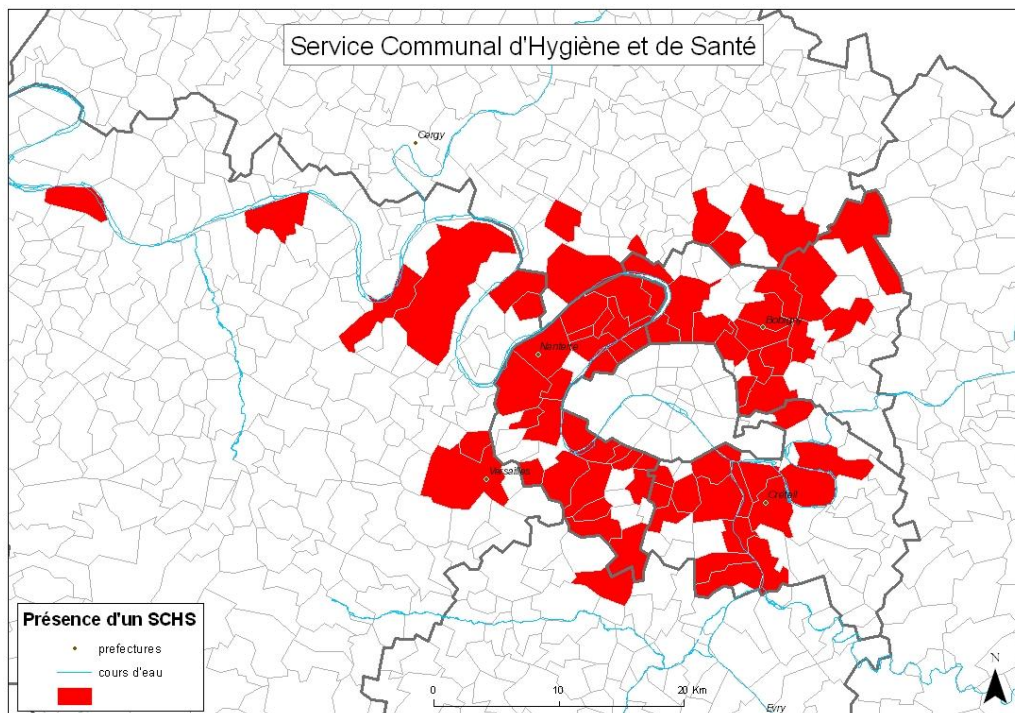 Service Communal d'Hygiène et de Santé
Cergy
Bobigny
Nanterre
Versailles
Créteil
Présence d'un SCHS
prefectures
cours d'eau
0 10 20 Km
N
Evry